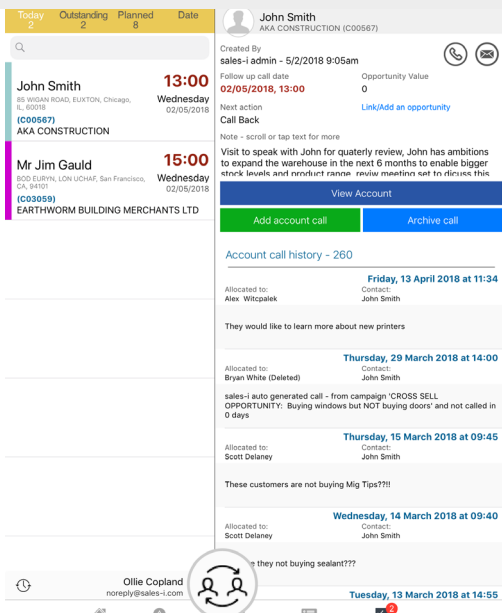 Today
2
Outstanding
2
Planned
8
Date
John Smith
13:00
85 WIGAN ROAD, EUXTON, Chicago,
IL, 60018
Wednesday
02/05/2018
(C00567)
AKA CONSTRUCTION
Mr Jim Gauld
15:00
BOD EURYN, LON UCHAF, San Francisco,
CA, 94101
Wednesday
02/05/2018
(C03059)
EARTHWORM BUILDING MERCHANTS LTD
Ollie Copland
noreply@sales-i.com
John Smith
AKA CONSTRUCTION (C00567)
Created By
sales-i admin - 5/2/2018 9:05am
Follow up call date
02/05/2018, 13:00
Opportunity Value
0
Next action
Call Back
Link/Add an opportunity
Note - scroll or tap text for more
Visit to speak with John for quaterly review, John has ambitions
to expand the warehouse in the next 6 months to enable bigger
stock levels and product range, reviw meeting set to dicuss this
View Account
Add account call
Archive call
Account call history - 260
Friday, 13 April 2018 at 11:34
Allocated to:
Alex Witcpalek
Contact:
John Smith
They would like to learn more about new printers
Thursday, 29 March 2018 at 14:00
Allocated to:
Bryan White (Deleted)
Contact:
John Smith
sales-i auto generated call - from campaign 'CROSS SELL
OPPORTUNITY: Buying windows but NOT buying doors' and not called in
0 days
Thursday, 15 March 2018 at 09:45
Allocated to:
Scott Delaney
Contact:
John Smith
These customers are not buying Mig Tips??!!
Wednesday, 14 March 2018 at 09:40
Allocated to:
Scott Delaney
Contact:
John Smith
they not buying sealant???
Tuesday, 13 March 2018 at 14:55
2